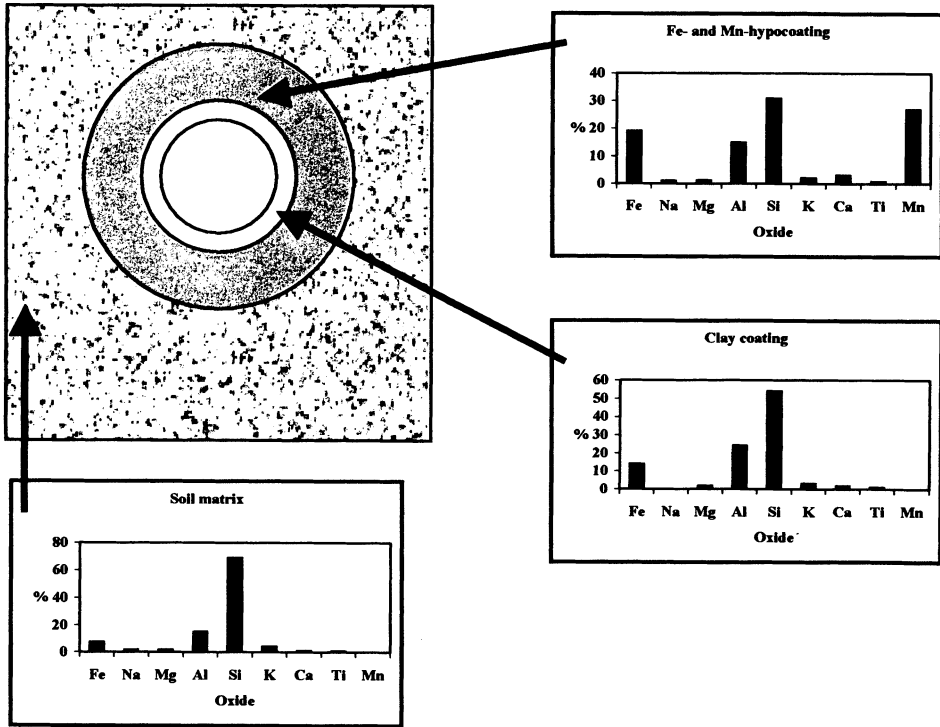 Fe- and Mn-hypocoating
40
30
% 20
10
0
Fe Na Mg Al Si K Ca Ti Mn
Oxide
Clay coating
60
50
40
% 30
20
10
0
Fe Na Mg Al Si K Ca Ti Mn
Oxide
Soil matrix
80
60
% 40
20
0
Fe Na Mg Al Si K Ca Ti Mn
Oxide